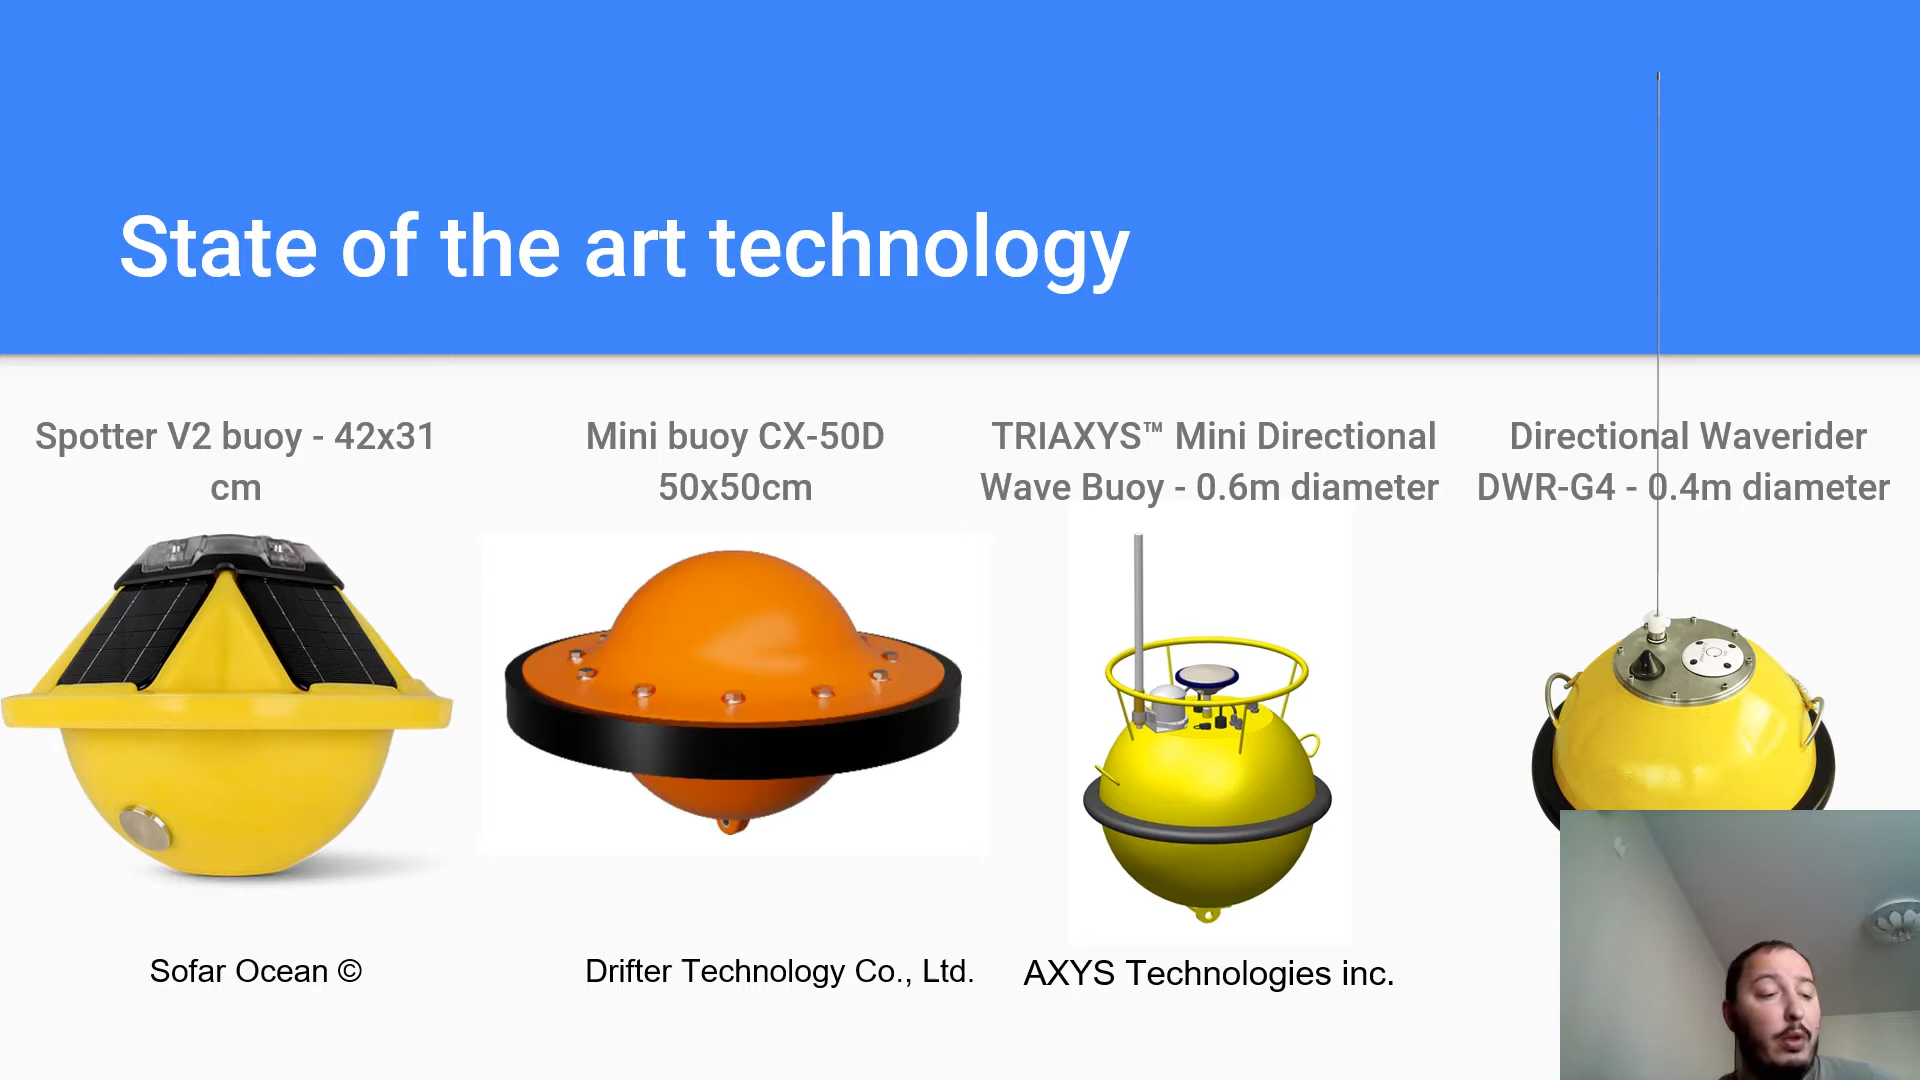 State of the art technology
Spotter V2 buoy - 42x31
cm
Mini buoy CX-50D
50x50cm
TRIAXYS™ Mini Directional
Wave Buoy - 0.6m diameter
Directional Waverider
DWR-G4 - 0.4m diameter
Sofar Ocean ©
Drifter Technology Co., Ltd.
AXYS Technologies inc.